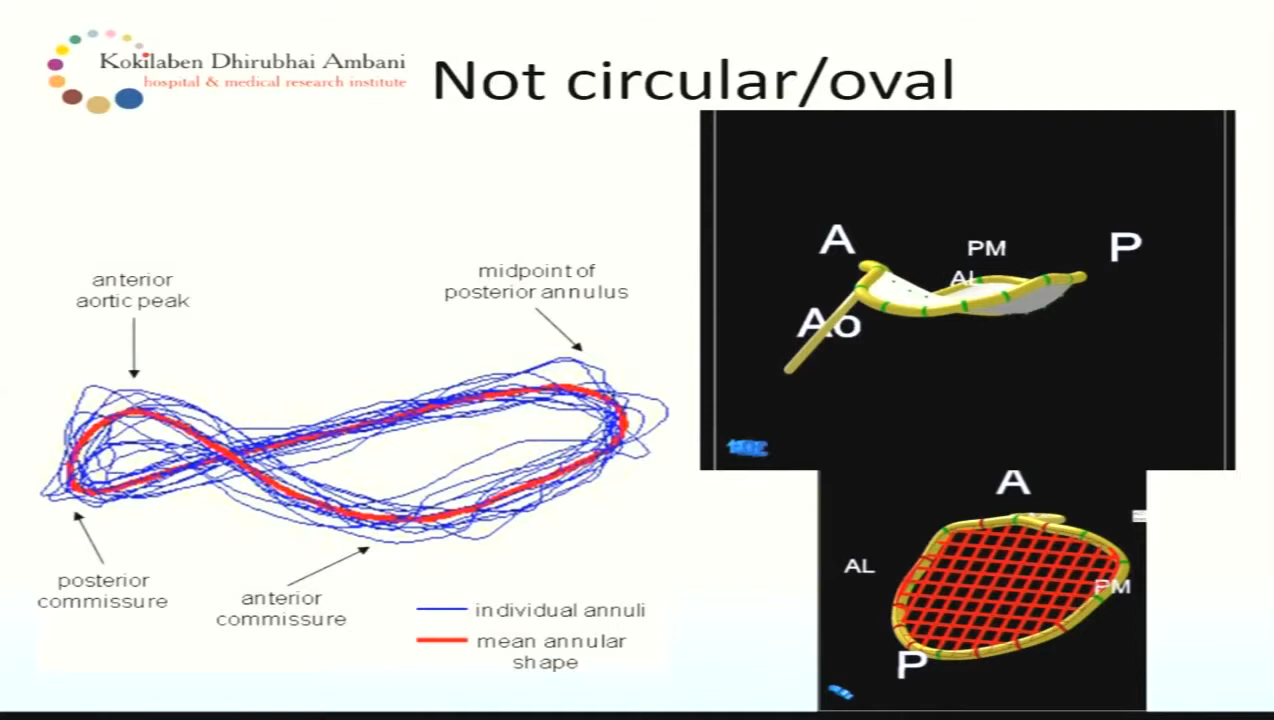 Kokilaben Dhirubhai Ambani
hospital & medical research institute
Not circular/oval
anterior
aortic peak
midpoint of
posterior annulus
posterior
commissure
anterior
commissure
individual annuli
mean annular
shape
A
PM
P
AL
Ao
A
AL
PM
P